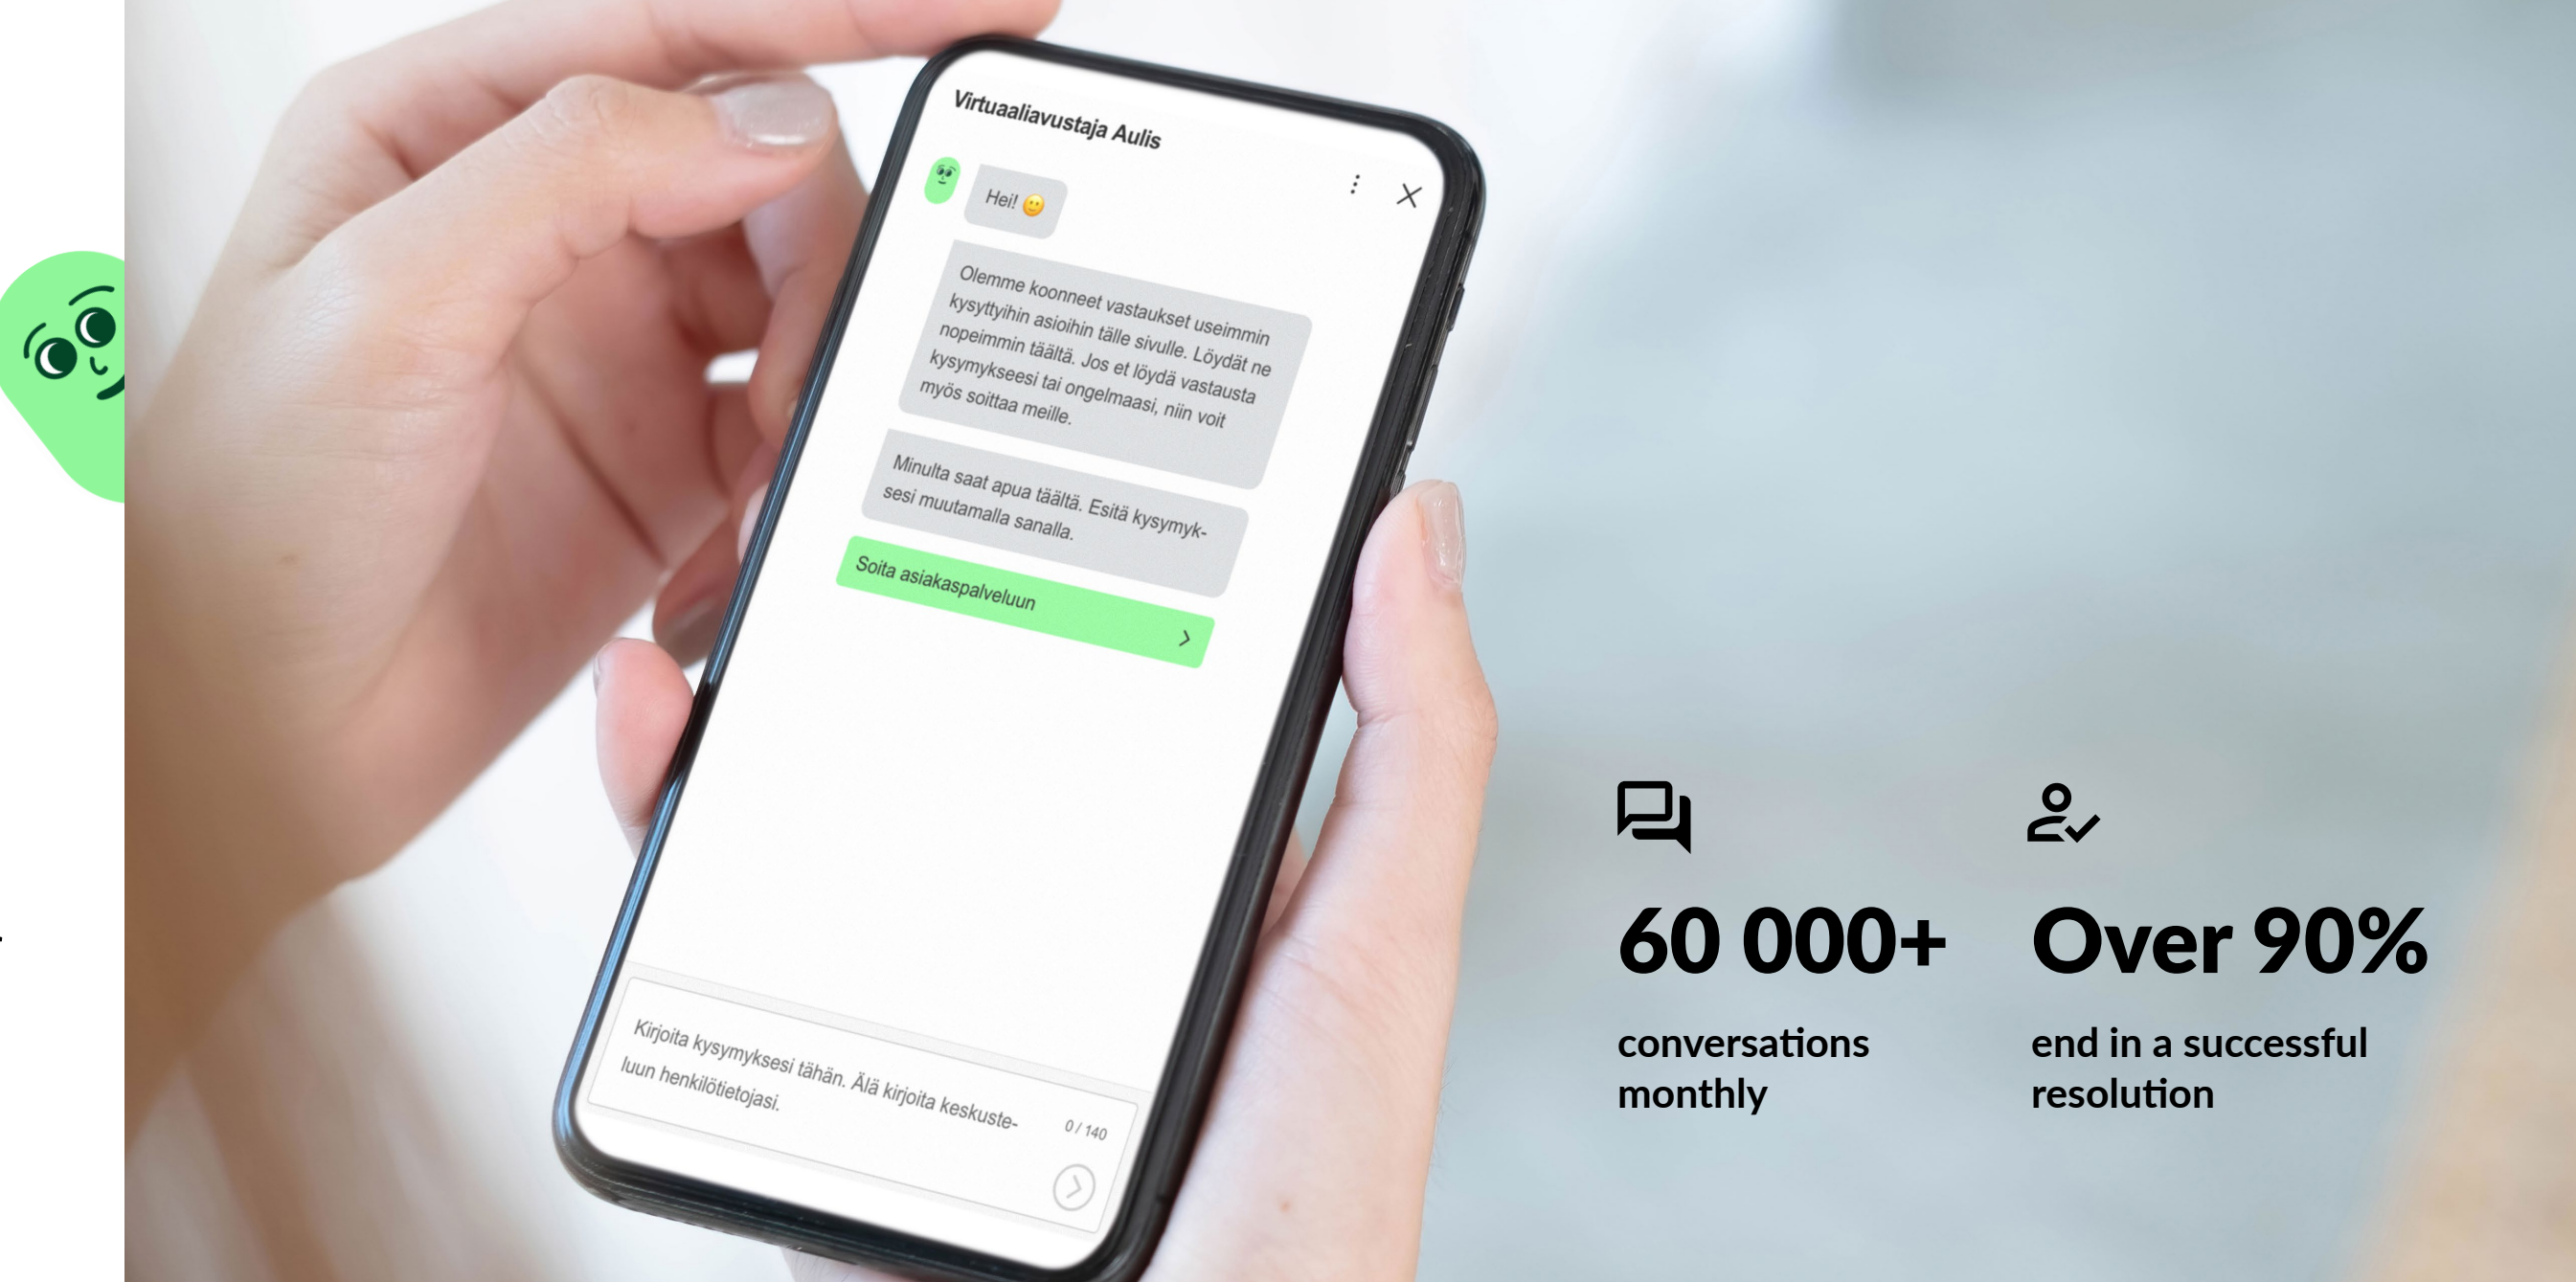 Virtuaaliavustaja Aulis
Hei! 🙂
Olemme koonneet vastaukset useimmin
kysyttyihin asioihin tälle sivulle. Löydät ne
nopeimmin täältä. Jos et löydä vastausta
kysymykseesi tai ongelmaasi, niin voit
myös soittaa meille.
Minulta saat apua täältä. Esitä kysymyk-
sesi muutamalla sanalla.
Soita asiakaspalveluun
Kirjoita kysymyksesi tähän. Älä kirjoita keskuste-
luun henkilötietojasi.
0 / 140
60 000+
conversations
monthly
Over 90%
end in a successful
resolution